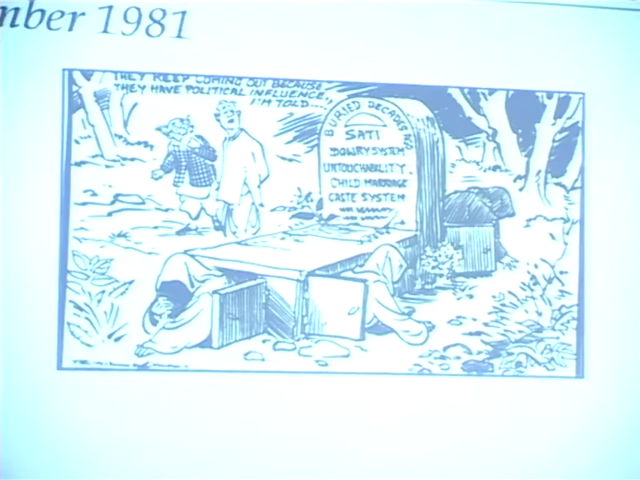 mber 1981
THEY KEEP COMING OUT BECAUSE
THEY HAVE POLITICAL INFLUENCE,
I'M TOLD...
BURIED DECADES AGO
SATI
DOWRY SYSTEM
UNTOUCHABILITY
CHILD MARRIAGE
CASTE SYSTEM